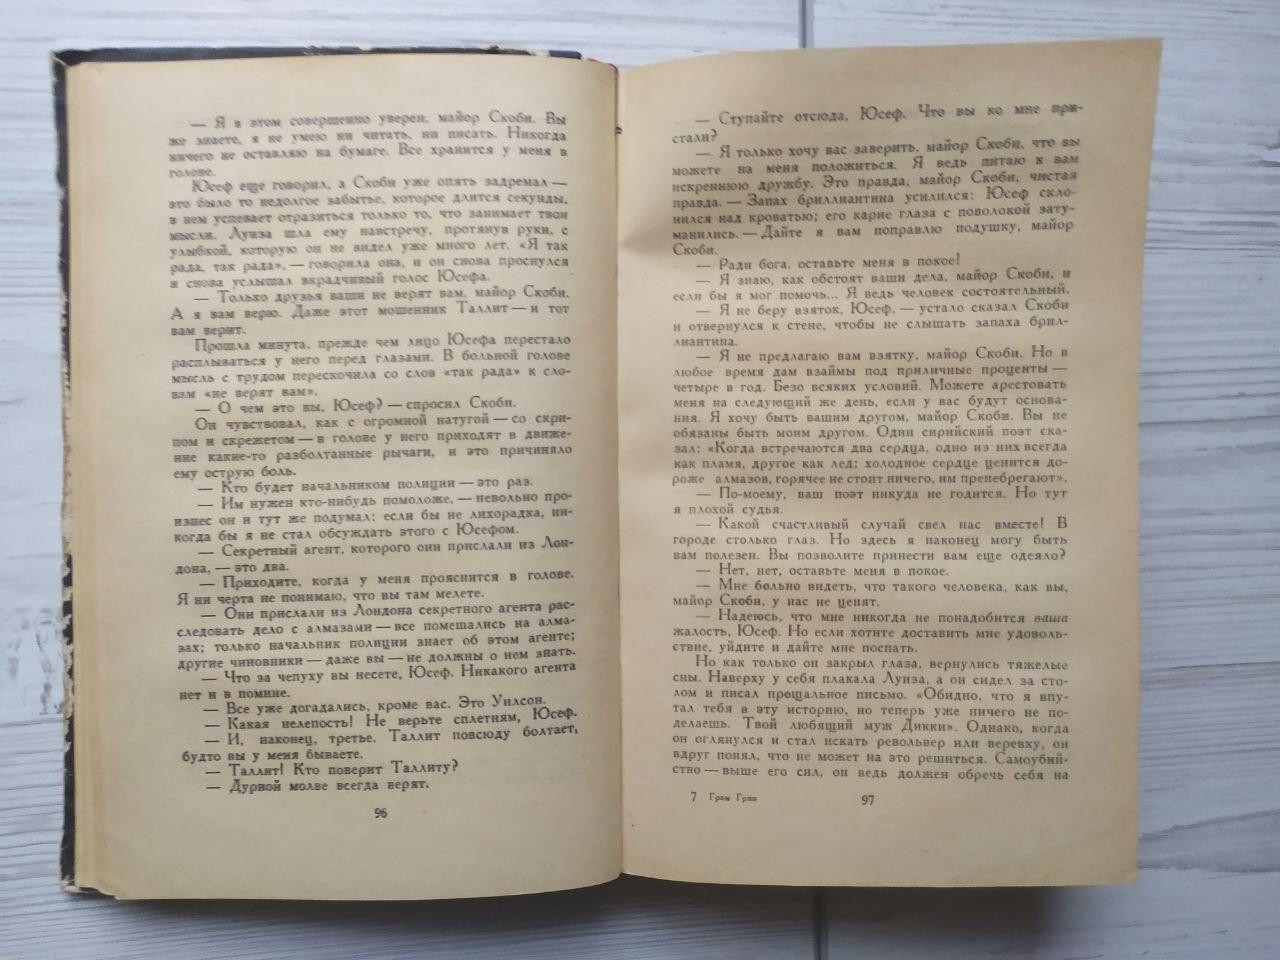 — Я в этом совершенно уверен, майор Скоби. Вы
же знаете, я не умею ни читать, ни писать. Никогда
ничего не оставляю на бумаге. Все хранится у меня в
голове.
Юсеф еще говорил, а Скоби уже опять задремал —
это было то недолгое забытье, которое длится секунды,
в нем успевает отразиться только то, что занимает твои
мысли. Луиза шла ему навстречу, протянув руки, с
улыбкой, которую он не видел уже много лет. «Я так
рада, так рада», — говорила она, и он снова проснулся
и снова услышал вкрадчивый голос Юсефа.
— Только друзья ваши не верят вам, майор Скоби.
А я вам верю. Даже этот мошенник Таллит — и тот
вам верит.
Прошла минута, прежде чем лицо Юсефа перестало
расплываться у него перед глазами. В больной голове
мысль с трудом перескочила со слов «так рада» к сло-
вам «не верят вам».
— О чем это вы, Юсеф? — спросил Скоби.
Он чувствовал, как с огромной натугой — со скри-
пом и скрежетом — в голове у него приходят в движе-
ние какие-то разболтанные рычаги, и это причиняло
ему острую боль.
— Кто будет начальником полиции — это раз.
— Им нужен кто-нибудь помоложе, — невольно про-
изнес он и тут же подумал: если бы не лихорадка, ни-
когда бы я не стал обсуждать этого с Юсефом.
— Секретный агент, которого они прислали из Лон-
дона, — это два.
— Приходите, когда у меня прояснится в голове.
Я ни черта не понимаю, что вы там мелете.
— Они прислали из Лондона секретного агента рас-
следовать дело с алмазами — все помешались на алма-
зах; только начальник полиции знает об этом агенте;
другие чиновники — даже вы — не должны о нем знать.
— Что за чепуху вы несете, Юсеф. Никакого агента
нет и в помине.
— Все уже догадались, кроме вас. Это Уилсон.
— Какая нелепость! Не верьте сплетням, Юсеф.
— И, наконец, третье. Таллит повсюду болтает,
будто вы у меня бываете.
— Таллит! Кто поверит Таллиту?
— Дурной молве всегда верят.
96
— Ступайте отсюда, Юсеф. Что вы ко мне при-
стали?
— Я только хочу вас заверить, майор Скоби, что вы
можете на меня положиться. Я ведь питаю к вам
искреннюю дружбу. Это правда, майор Скоби, чистая
правда. — Запах бриллиантина усилился: Юсеф скло-
нился над кроватью; его карие глаза с поволокой зату-
манились. — Дайте я вам поправлю подушку, майор
Скоби.
— Ради бога, оставьте меня в покое!
— Я знаю, как обстоят ваши дела, майор Скоби, и
если бы я мог помочь... Я ведь человек состоятельный.
— Я не беру взяток, Юсеф, — устало сказал Скоби
и отвернулся к стене, чтобы не слышать запаха брил-
лиантина.
— Я не предлагаю вам взятку, майор Скоби. Но в
любое время дам взаймы под приличные проценты —
четыре в год. Безо всяких условий. Можете арестовать
меня на следующий же день, если у вас будут основа-
ния. Я хочу быть вашим другом, майор Скоби. Вы не
обязаны быть моим другом. Один сирийский поэт ска-
зал: «Когда встречаются два сердца, одно из них всегда
как пламя, другое как лед; холодное сердце ценится до-
роже алмазов, горячее не стоит ничего, им пренебрегают».
— По-моему, ваш поэт никуда не годится. Но тут
я плохой судья.
— Какой счастливый случай свел нас вместе! В
городе столько глаз. Но здесь я наконец могу быть
вам полезен. Вы позволите принести вам еще одеяло?
— Нет, нет, оставьте меня в покое.
— Мне больно видеть, что такого человека, как вы,
майор Скоби, у нас не ценят.
— Надеюсь, что мне никогда не понадобится ваша
жалость, Юсеф. Но если хотите доставить мне удоволь-
ствие, уйдите и дайте мне поспать.
Но как только он закрыл глаза, вернулись тяжелые
сны. Наверху у себя плакала Луиза, а он сидел за сто-
лом и писал прощальное письмо. «Обидно, что я впу-
тал тебя в эту историю, но теперь уже ничего не по-
делаешь. Твой любящий муж Дикки». Однако, когда
он оглянулся и стал искать револьвер или веревку, он
вдруг понял, что не может на это решиться. Самоубий-
ство — выше его сил, он ведь должен обречь себя на
7 Грэм Грин 97